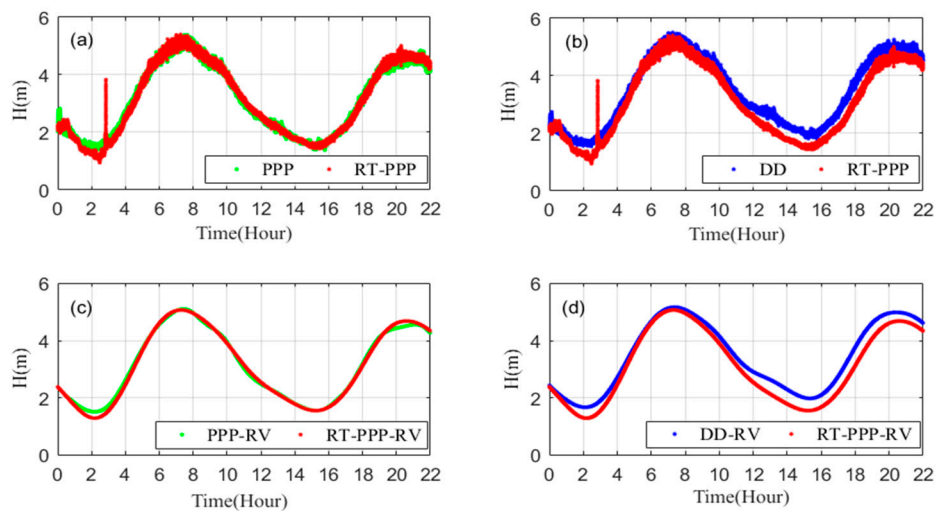 (a)
H(m)
6
4
2
0
PPP RT-PPP
0 2 4 6 8 10 12 14 16 18 20 22
Time(Hour)
(b)
H(m)
6
4
2
0
DD RT-PPP
0 2 4 6 8 10 12 14 16 18 20 22
Time(Hour)
(c)
H(m)
6
4
2
0
PPP-RV RT-PPP-RV
0 2 4 6 8 10 12 14 16 18 20 22
Time(Hour)
(d)
H(m)
6
4
2
0
DD-RV RT-PPP-RV
0 2 4 6 8 10 12 14 16 18 20 22
Time(Hour)